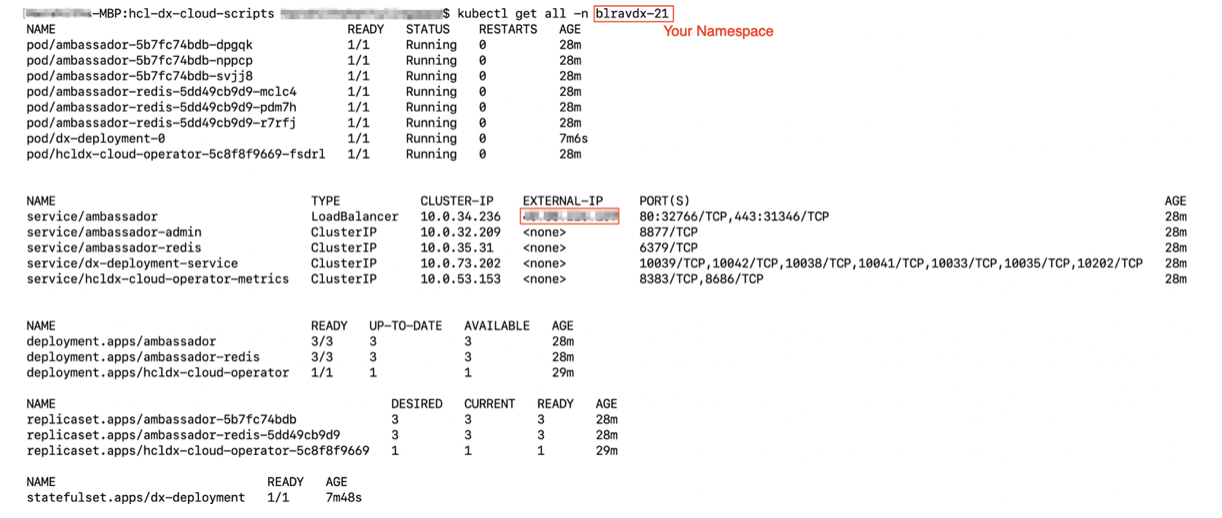 -MBP:hcl-dx-cloud-scripts $ kubectl get all -n blravdx-21
Your Namespace
NAME READY STATUS RESTARTS AGE
pod/ambassador-5b7fc74bdb-dpgqk 1/1 Running 0 28m
pod/ambassador-5b7fc74bdb-nppcp 1/1 Running 0 28m
pod/ambassador-5b7fc74bdb-svjj8 1/1 Running 0 28m
pod/ambassador-redis-5dd49cb9d9-mclc4 1/1 Running 0 28m
pod/ambassador-redis-5dd49cb9d9-pdm7h 1/1 Running 0 28m
pod/ambassador-redis-5dd49cb9d9-r7rfj 1/1 Running 0 28m
pod/dx-deployment-0 1/1 Running 0 7m6s
pod/hcldx-cloud-operator-5c8f8f9669-fsdrl 1/1 Running 0 28m
NAME TYPE CLUSTER-IP EXTERNAL-IP PORT(S) AGE
service/ambassador LoadBalancer 10.0.34.236 80:32766/TCP,443:31346/TCP 28m
service/ambassador-admin ClusterIP 10.0.32.209 <none> 8877/TCP 28m
service/ambassador-redis ClusterIP 10.0.35.31 <none> 6379/TCP 28m
service/dx-deployment-service ClusterIP 10.0.73.202 <none> 10039/TCP,10042/TCP,10038/TCP,10041/TCP,10033/TCP,10035/TCP,10202/TCP 28m
service/hcldx-cloud-operator-metrics ClusterIP 10.0.53.153 <none> 8383/TCP,8686/TCP 28m
NAME READY UP-TO-DATE AVAILABLE AGE
deployment.apps/ambassador 3/3 3 3 28m
deployment.apps/ambassador-redis 3/3 3 3 28m
deployment.apps/hcldx-cloud-operator 1/1 1 1 29m
NAME DESIRED CURRENT READY AGE
replicaset.apps/ambassador-5b7fc74bdb 3 3 3 28m
replicaset.apps/ambassador-redis-5dd49cb9d9 3 3 3 28m
replicaset.apps/hcldx-cloud-operator-5c8f8f9669 1 1 1 29m
NAME READY AGE
statefulset.apps/dx-deployment 1/1 7m48s